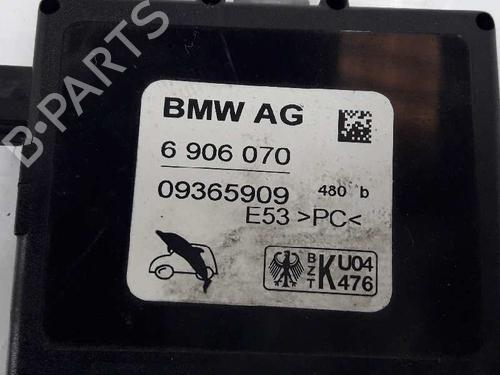 B-PARTS
BMW AG
6 906 070
09365909 480 b
E53 >PC<
BZT K U04 476